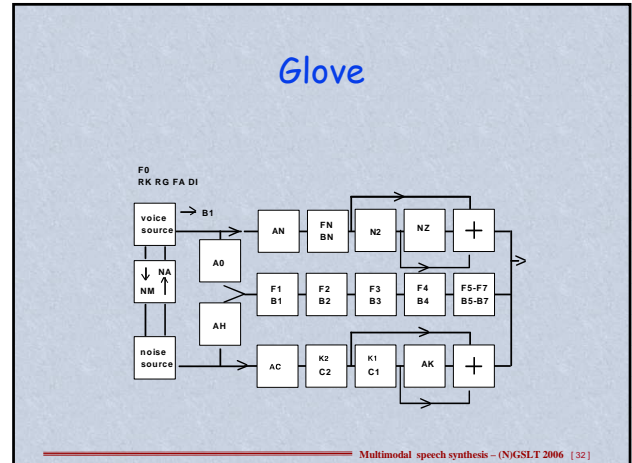 Glove
F0
RK RG FA DI
voice
source
B1
AN
FN
BN
N2
NZ
+
A0
NA
NM
F1
B1
F2
B2
F3
B3
F4
B4
F5-F7
B5-B7
AH
noise
source
AC
K2
C2
K1
C1
AK
+
Multimodal speech synthesis – (N)GSLT 2006 [32]